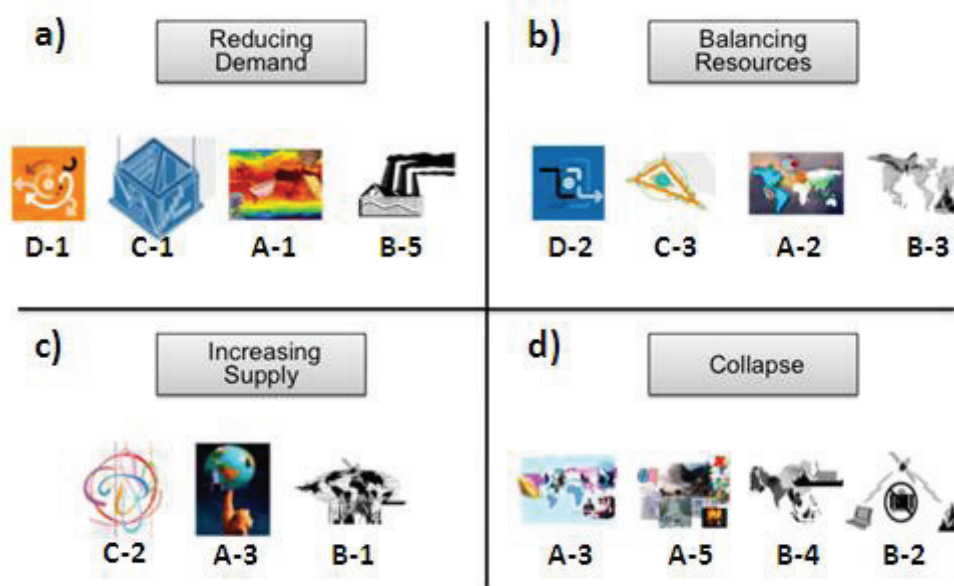 a)
Reducing
Demand
D-1 C-1 A-1 B-5
b)
Balancing
Resources
D-2 C-3 A-2 B-3
c)
Increasing
Supply
C-2 A-3 B-1
d)
Collapse
A-3 A-5 B-4 B-2